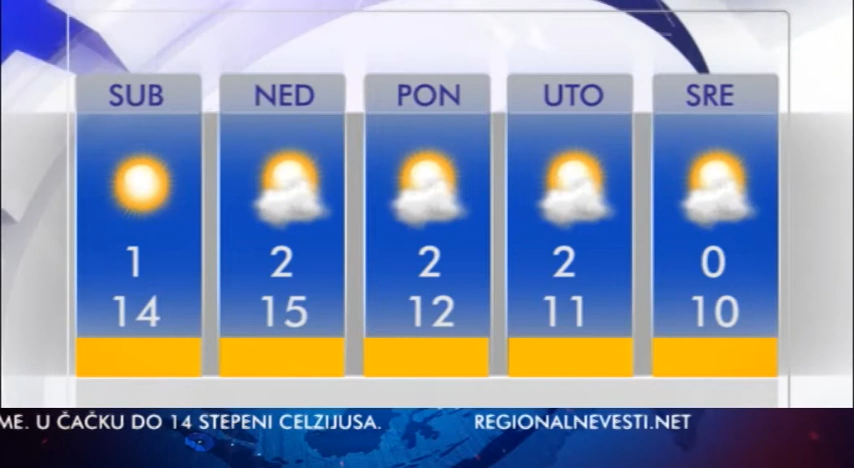 SUB NED PON UTO SRE
1 2 2 2 0
14 15 12 11 10
ME. U ČAČKU DO 14 STEPENI CELZIJUSA. REGIONALNEVESTI.NET